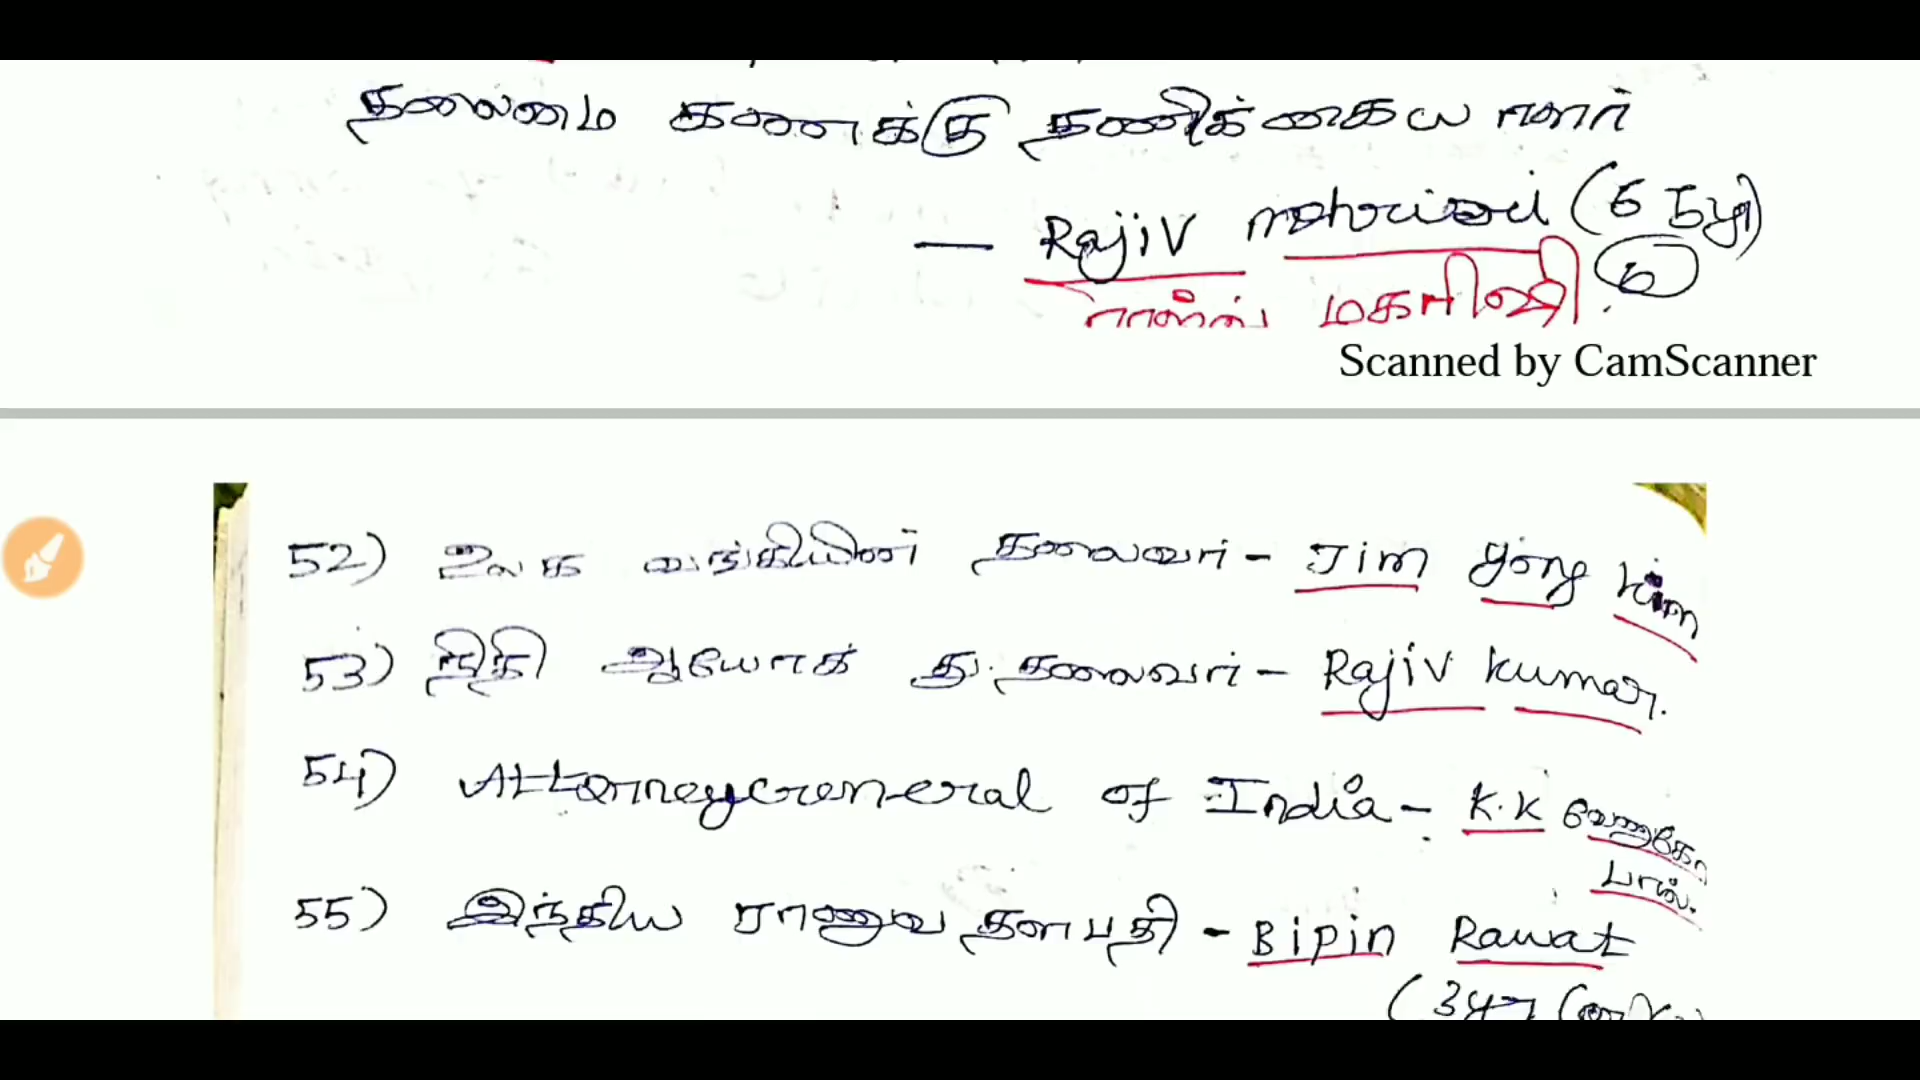 தலைமை கணக்கு தணிக்கையாளர்
— Rajiv (6
மகரிஷி. 6
Scanned by CamScanner
52) உலக வங்கியின் தலைவர் - Jim yong kim
53) நிதி ஆயோக் து.தலைவர் - Rajiv kumar.
54) Attorney General of India - K.K வேணுகோ
பால்.
55) இந்திய ராணுவ தளபதி - Bipin Rawat